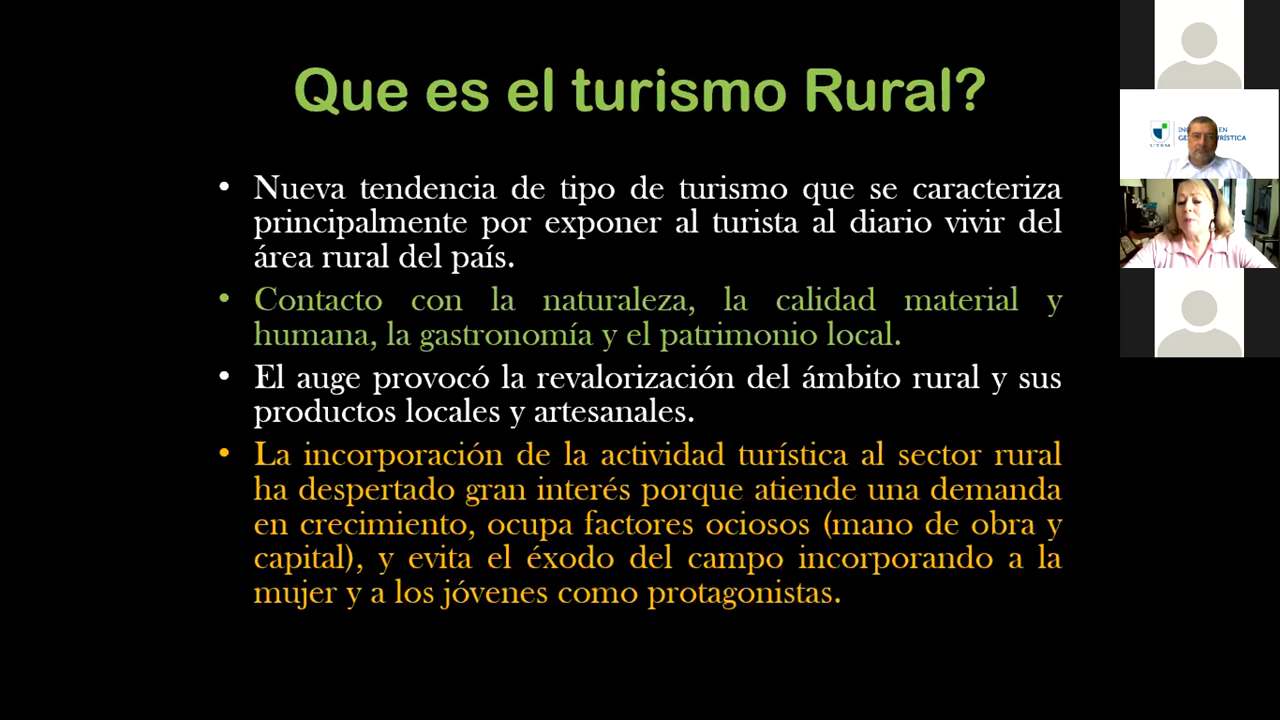 Que es el turismo Rural?
• Nueva tendencia de tipo de turismo que se caracteriza
principalmente por exponer al turista al diario vivir del
área rural del país.
• Contacto con la naturaleza, la calidad material y
humana, la gastronomía y el patrimonio local.
• El auge provocó la revalorización del ámbito rural y sus
productos locales y artesanales.
• La incorporación de la actividad turística al sector rural
ha despertado gran interés porque atiende una demanda
en crecimiento, ocupa factores ociosos (mano de obra y
capital), y evita el éxodo del campo incorporando a la
mujer y a los jóvenes como protagonistas.
EN
UTEM